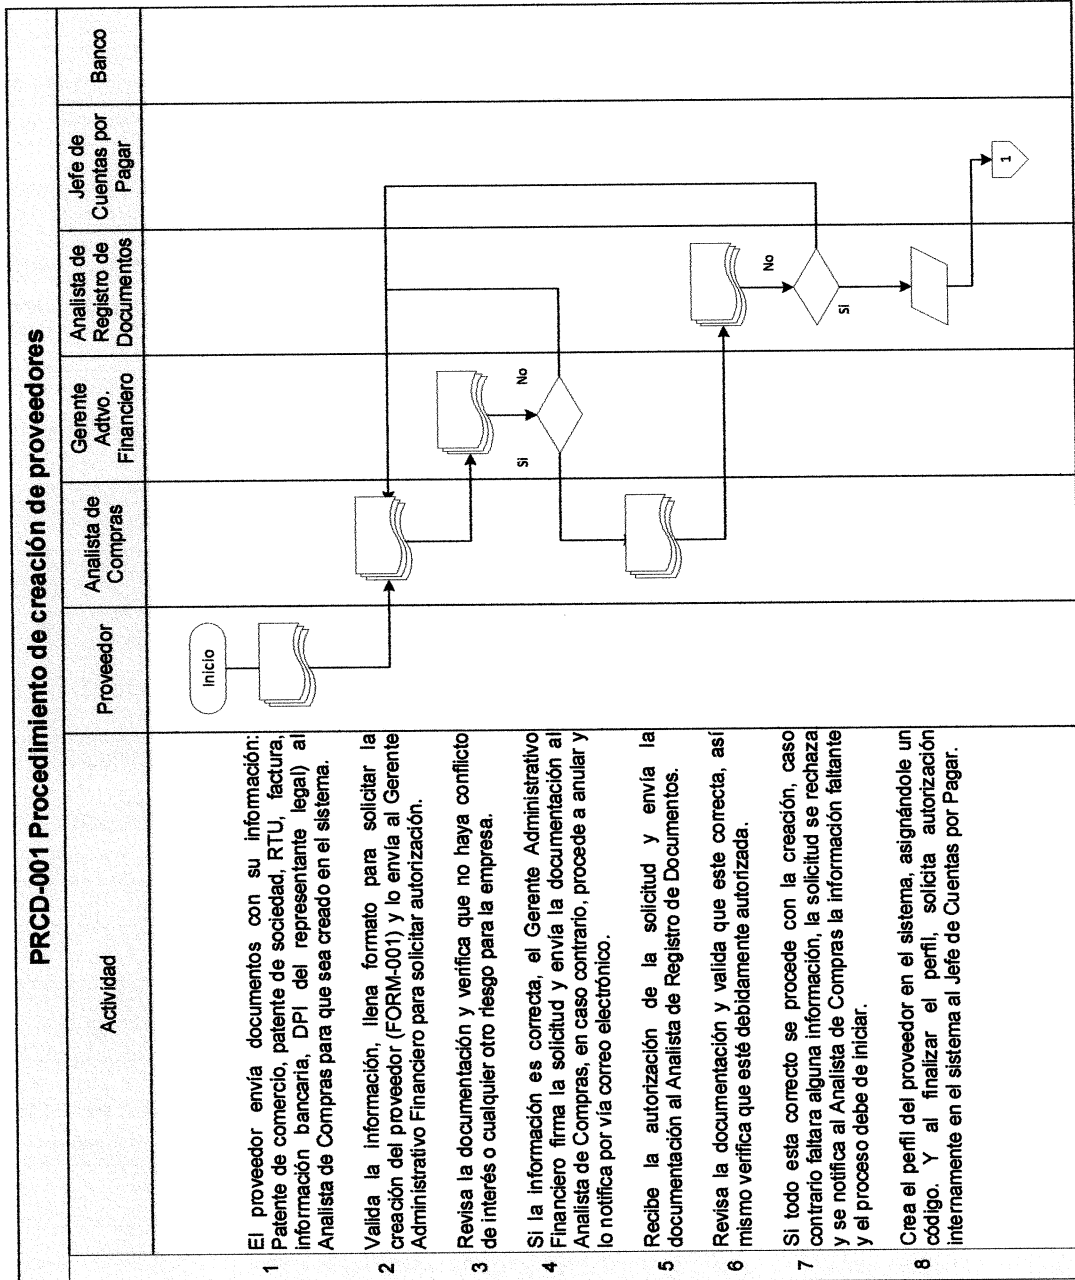 PRCD-001 Procedimiento de creación de proveedores
Actividad
Proveedor
Analista de
Compras
Gerente
Adtvo.
Financiero
Analista de
Registro de
Documentos
Jefe de
Cuentas por
Pagar
Banco
Inicio
1
El proveedor envía documentos con su información:
Patente de comercio, patente de sociedad, RTU, factura,
información bancaria, DPI del representante legal) al
Analista de Compras para que sea creado en el sistema.
2
Valida la información, llena formato para solicitar la
creación del proveedor (FORM-001) y lo envía al Gerente
Administrativo Financiero para solicitar autorización.
3
Revisa la documentación y verifica que no haya conflicto
de interés o cualquier otro riesgo para la empresa.
4
Si la información es correcta, el Gerente Administrativo
Financiero firma la solicitud y envía la documentación al
Analista de Compras, en caso contrario, procede a anular y
lo notifica por vía correo electrónico.
Si
No
5
Recibe la autorización de la solicitud y envía la
documentación al Analista de Registro de Documentos.
6
Revisa la documentación y valida que este correcta, así
mismo verifica que esté debidamente autorizada.
7
Si todo esta correcto se procede con la creación, caso
contrario faltara alguna información, la solicitud se rechaza
y se notifica al Analista de Compras la información faltante
y el proceso debe de iniciar.
No
Si
8
Crea el perfil del proveedor en el sistema, asignándole un
código. Y al finalizar el perfil, solicita autorización
internamente en el sistema al Jefe de Cuentas por Pagar.
1